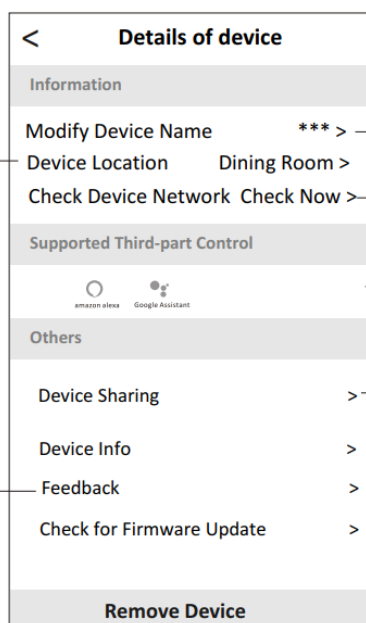 < Details of device
Information
Modify Device Name *** >
Device Location Dining Room >
Check Device Network Check Now >
Supported Third-part Control
amazon alexa Google Assistant
Others
Device Sharing >
Device Info >
Feedback >
Check for Firmware Update >
Remove Device